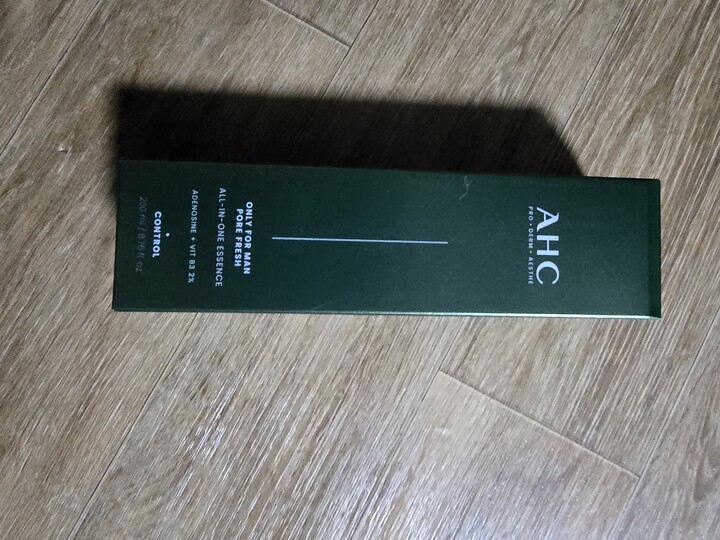 AHC
PRO • DERM • AESTHE
ONLY FOR MAN
PORE FRESH
ALL-IN-ONE ESSENCE
ADENOSINE + VIT B3 2%
CONTROL
200 ml / 6.76 fl oz